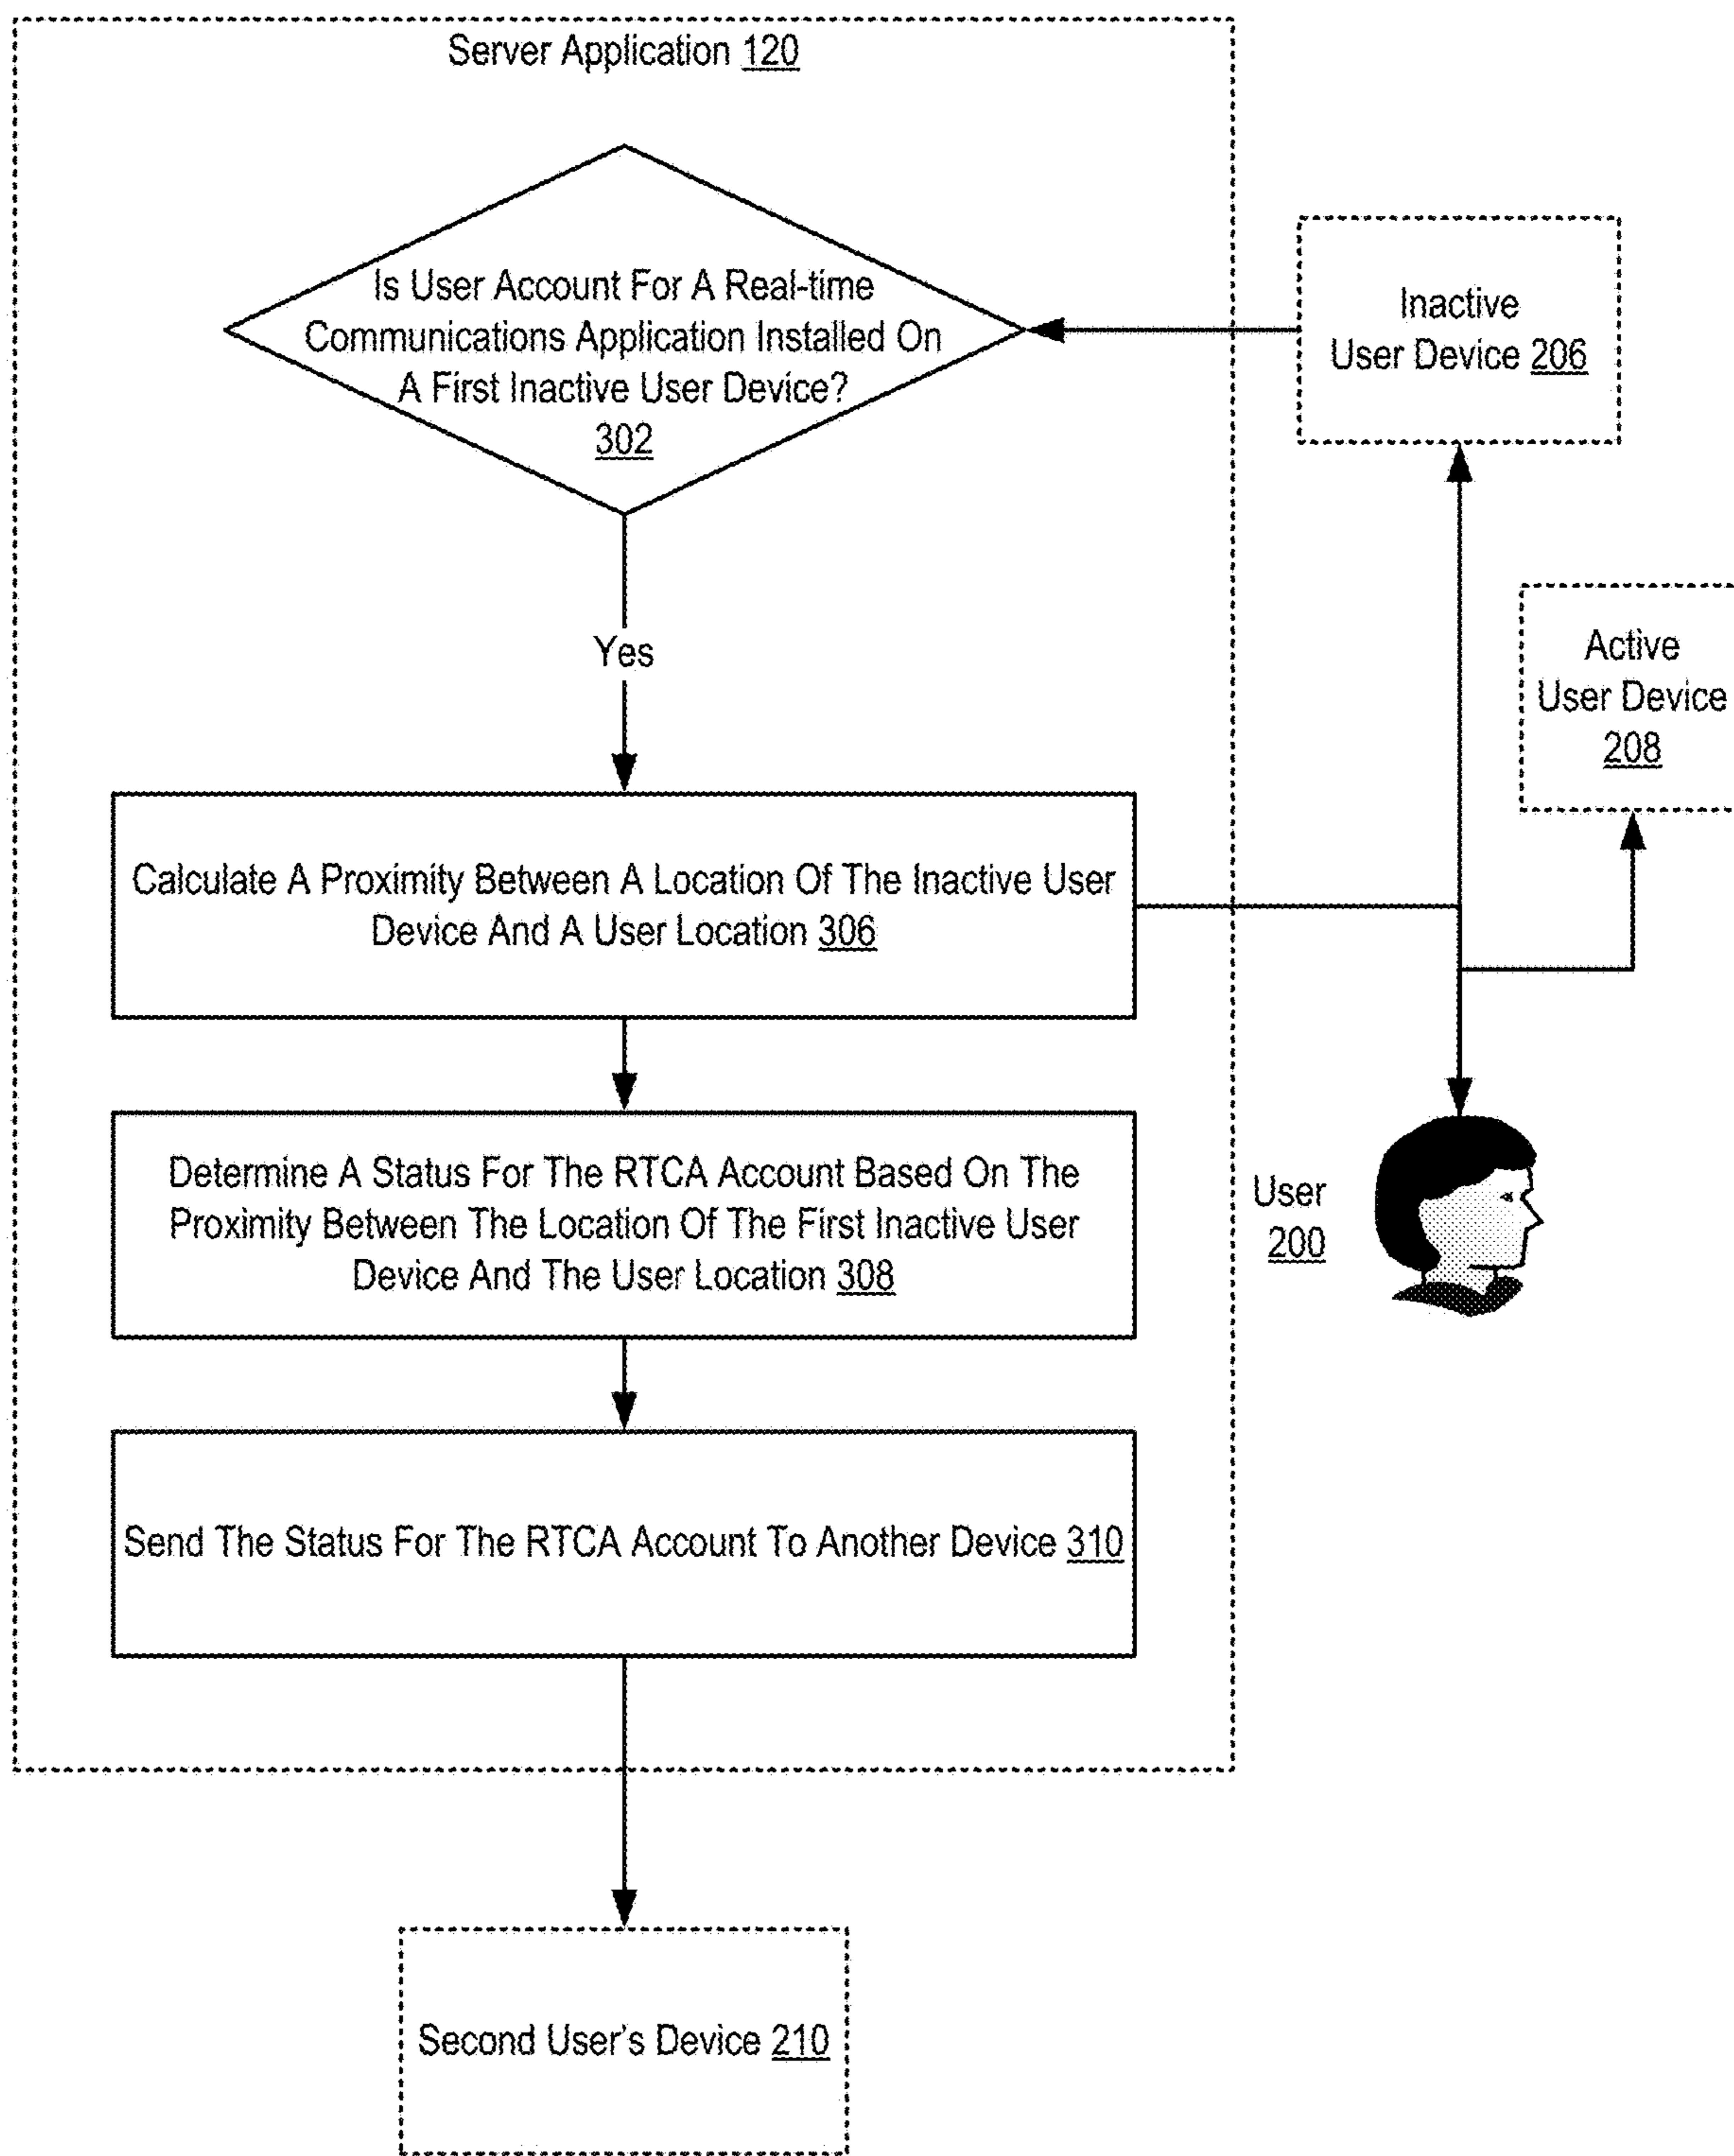 Server Application 120
Is User Account For A Real-time
Communications Application Installed On
A First Inactive User Device?
302
Inactive
User Device 206
Yes
Active
User Device
208
Calculate A Proximity Between A Location Of The Inactive User
Device And A User Location 306
Determine A Status For The RTCA Account Based On The
Proximity Between The Location Of The First Inactive User
Device And The User Location 308
User
200
Send The Status For The RTCA Account To Another Device 310
Second User's Device 210